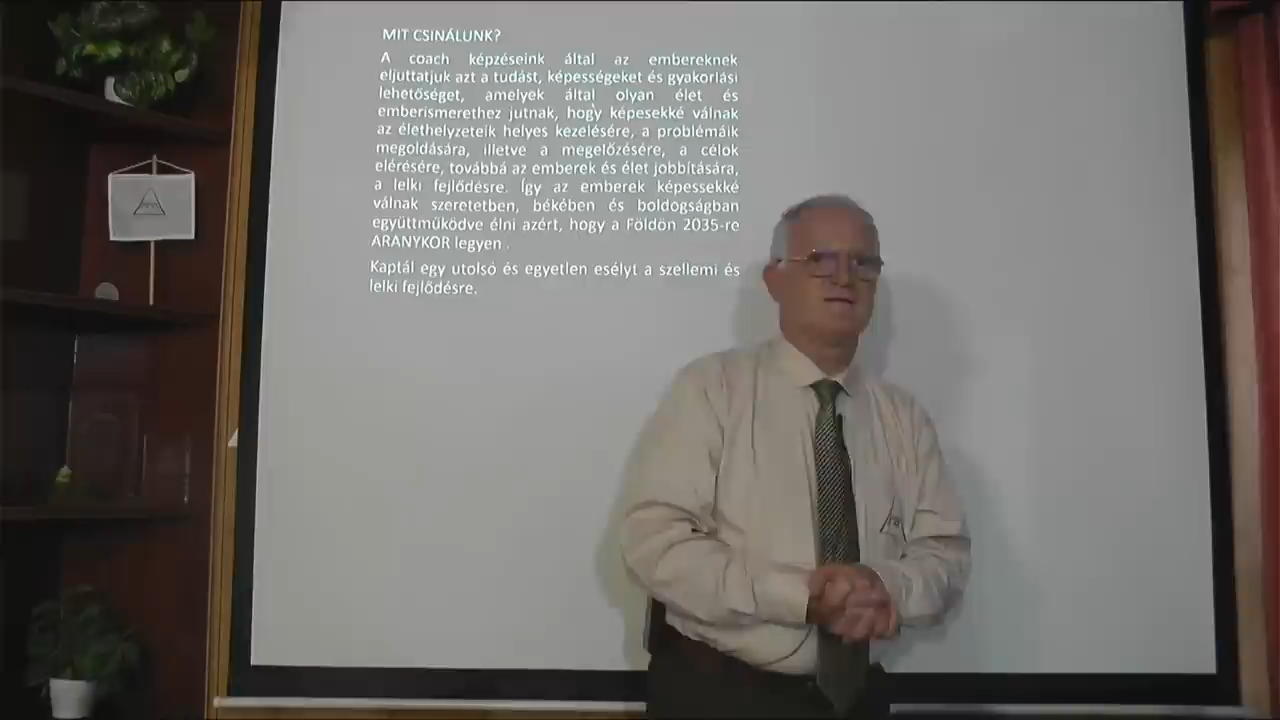 MIT CSINÁLUNK?
A coach képzéseink által az embereknek
eljuttatjuk azt a tudást, képességeket és gyakorlási
lehetőséget, amelyek által olyan élet és
emberismerethez jutnak, hogy képesekké válnak
az élethelyzeteik helyes kezelésére, a problémáik
megoldására, illetve a megelőzésére, a célok
elérésére, továbbá az emberek és élet jobbítására,
a lelki fejlődésre. Így az emberek képessekké
válnak szeretetben, békében és boldogságban
együttműködve élni azért, hogy a Földön 2035-re
ARANYKOR legyen .
Kaptál egy utolsó és egyetlen esélyt a szellemi és
lelki fejlődésre.